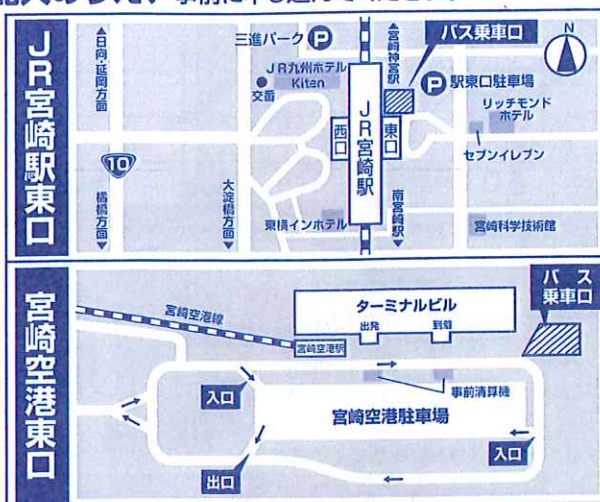 JR宮崎駅東口
▲日向・延岡方面
三進パーク P
▲宮崎神宮駅
バス乗車口
N
JR九州ホテル
Kiten
交番
P 駅東口駐車場
リッチモンド
ホテル
西口
JR宮崎駅
東口
セブンイレブン
10
橘橋方面▼
大淀橋方面▼
東横インホテル
南宮崎駅▼
宮崎科学技術館
宮崎空港東口
宮崎空港線
ターミナルビル
出発
到着
バス
乗車口
宮崎空港駅
入口
事前清算機
宮崎空港駐車場
入口
出口